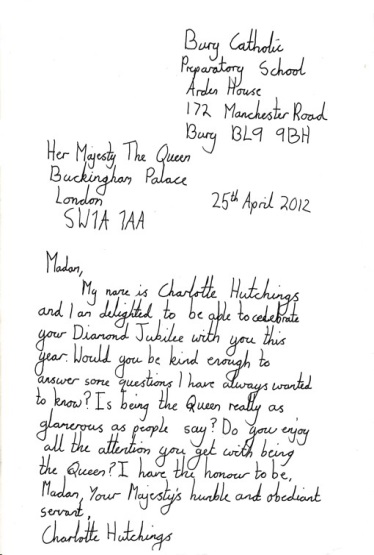 Bury Catholic
Preparatory School
Arden House
172 Manchester Road
Bury BL9 9BH
Her Majesty The Queen
Buckingham Palace
London
25th April 2012
SW1A 1AA
Madam,
My name is Charlotte Hutchings
and I am delighted to be able to celebrate
your Diamond Jubilee with you this
year. Would you be kind enough to
answer some questions I have always wanted
to know? Is being the Queen really as
glamerous as people say? Do you enjoy
all the attention you get with being
the Queen? I have the honour to be,
Madam, Your Majesty's humble and obediant
servant,
Charlotte Hutchings